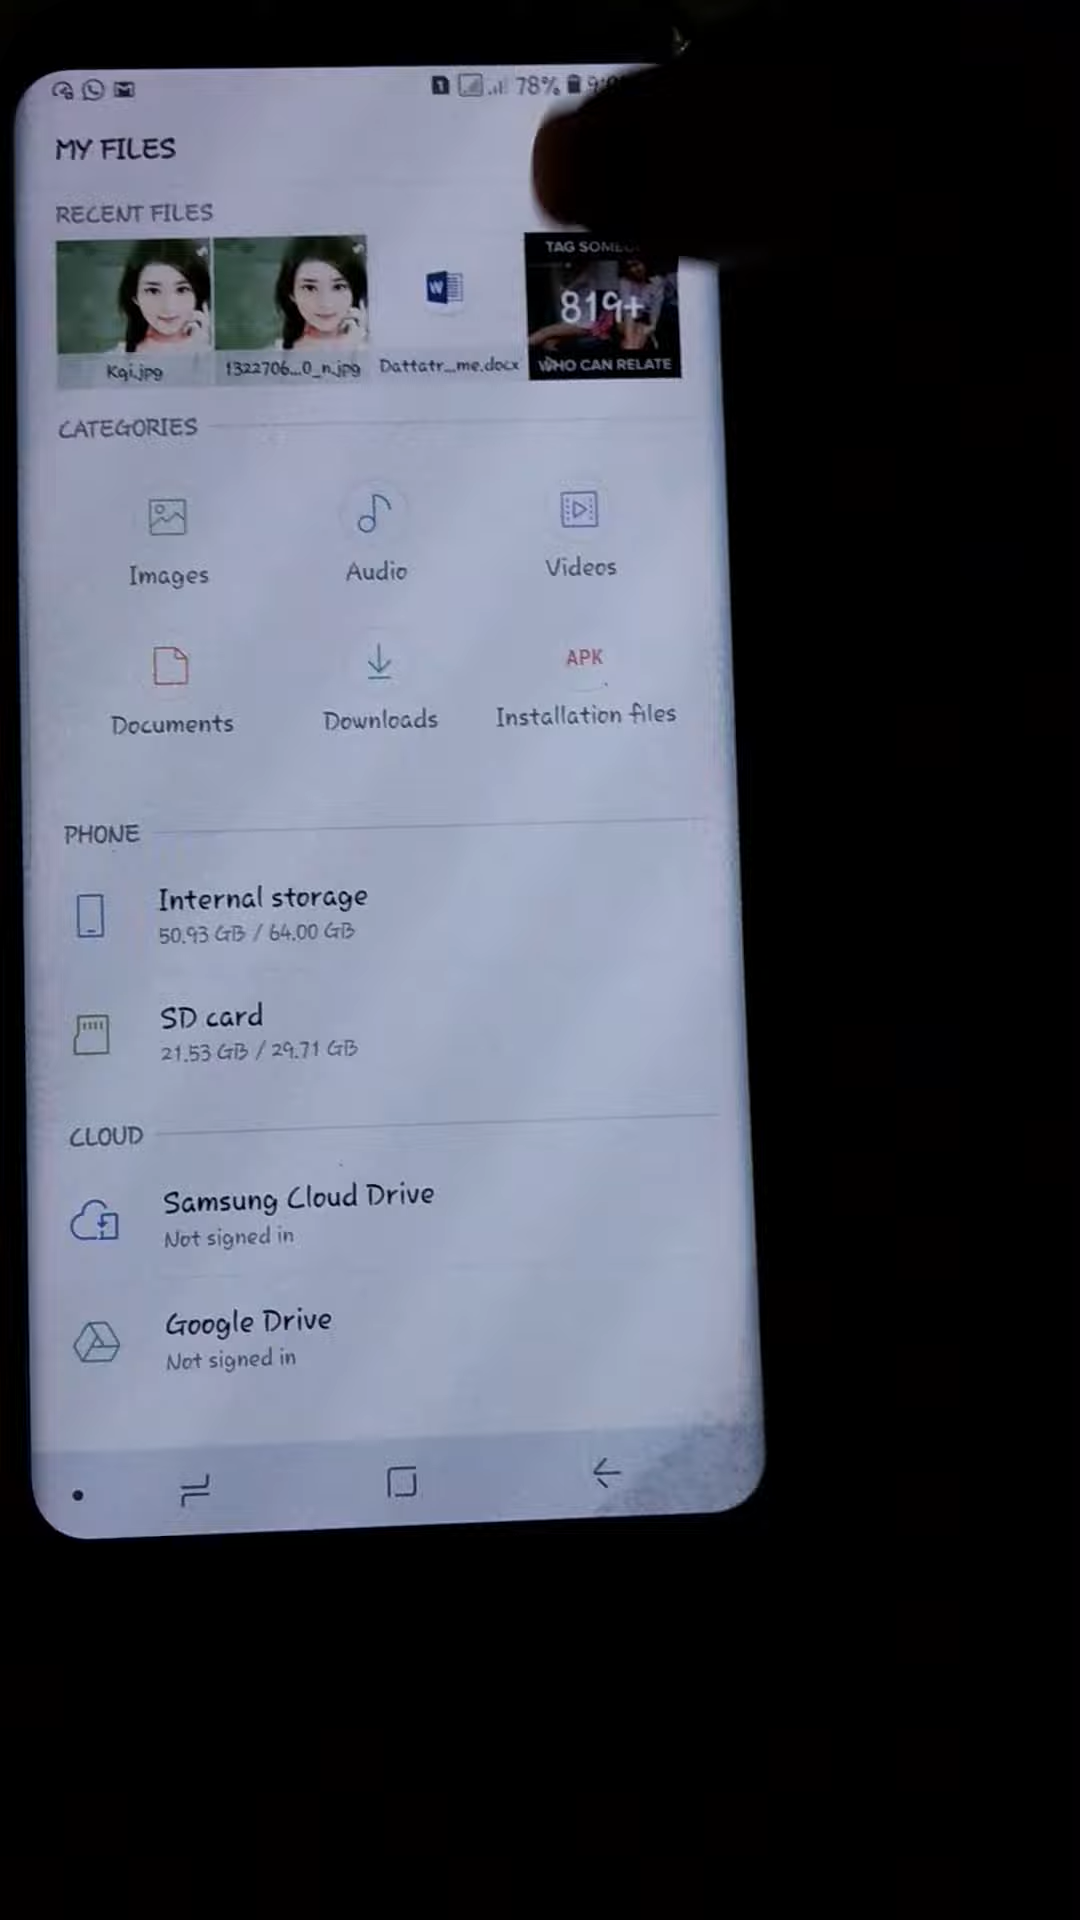 78%
MY FILES
RECENT FILES
TAG
819+
WHO CAN RELATE
Kqi.jpg
1322706...0_n.jpg
Dattatr...me.docx
CATEGORIES
Images
Audio
Videos
APK
Documents
Downloads
Installation files
PHONE
Internal storage
50.93 GB / 64.00 GB
SD card
21.53 GB / 29.71 GB
CLOUD
Samsung Cloud Drive
Not signed in
Google Drive
Not signed in